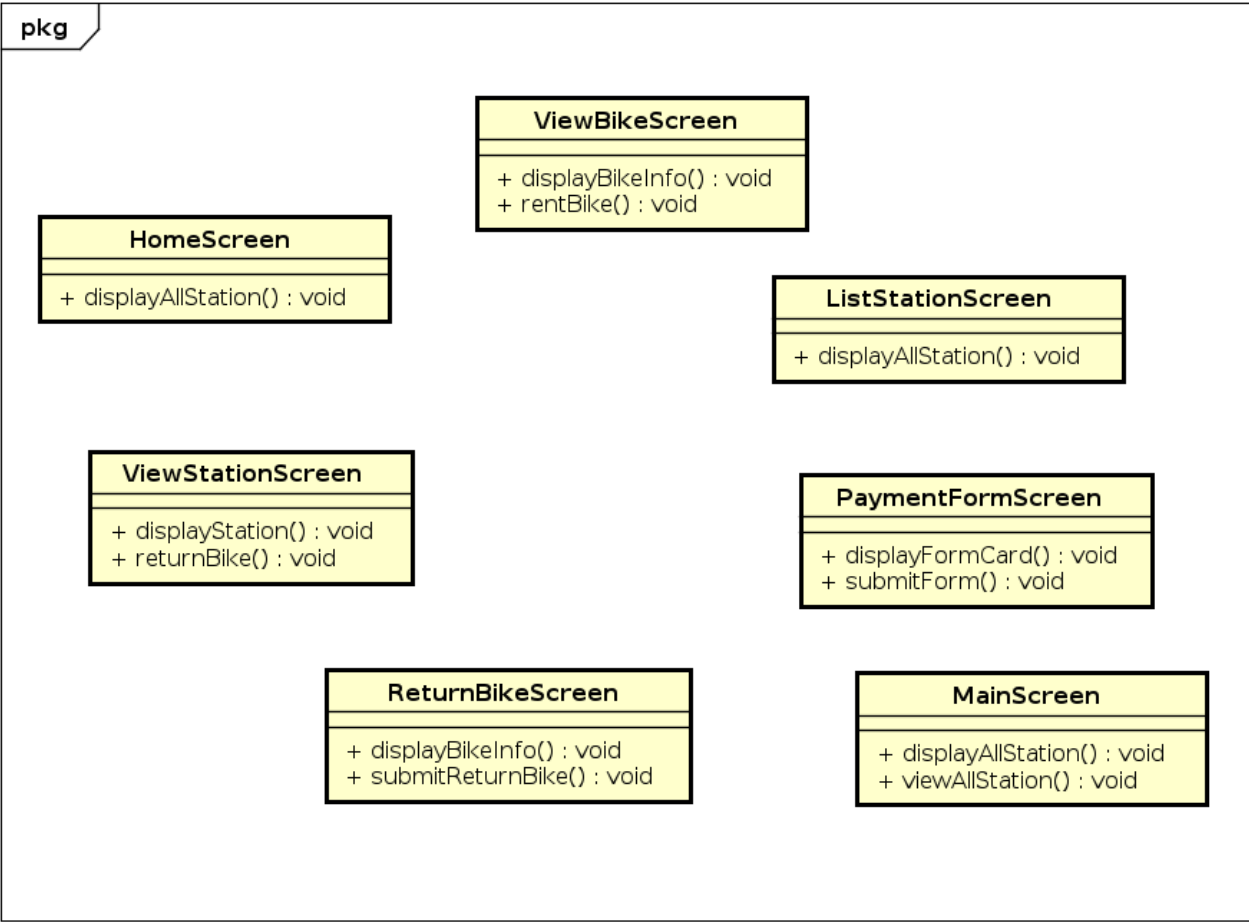 pkg
ViewBikeScreen
+ displayBikeInfo() : void
+ rentBike() : void
HomeScreen
+ displayAllStation() : void
ListStationScreen
+ displayAllStation() : void
ViewStationScreen
+ displayStation() : void
+ returnBike() : void
PaymentFormScreen
+ displayFormCard() : void
+ submitForm() : void
ReturnBikeScreen
+ displayBikeInfo() : void
+ submitReturnBike() : void
MainScreen
+ displayAllStation() : void
+ viewAllStation() : void